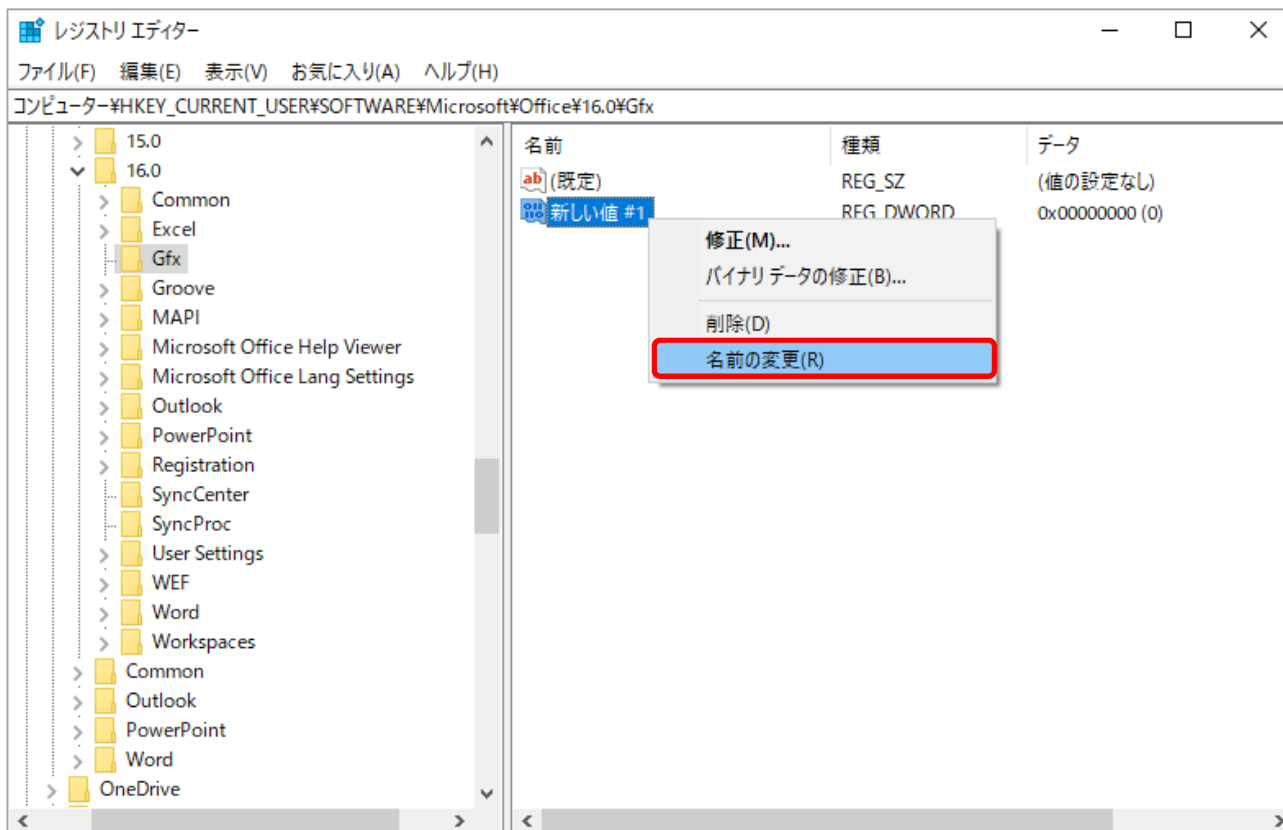 レジストリ エディター
ファイル(F) 編集(E) 表示(V) お気に入り(A) ヘルプ(H)
コンピューター¥HKEY_CURRENT_USER¥SOFTWARE¥Microsoft¥Office¥16.0¥Gfx
15.0
16.0
Common
Excel
Gfx
Groove
MAPI
Microsoft Office Help Viewer
Microsoft Office Lang Settings
Outlook
PowerPoint
Registration
SyncCenter
SyncProc
User Settings
WEF
Word
Workspaces
Common
Outlook
PowerPoint
Word
OneDrive
名前 種類 データ
ab (既定) REG_SZ (値の設定なし)
新しい値 #1 REG_DWORD 0x00000000 (0)
修正(M)...
バイナリ データの修正(B)...
削除(D)
名前の変更(R)